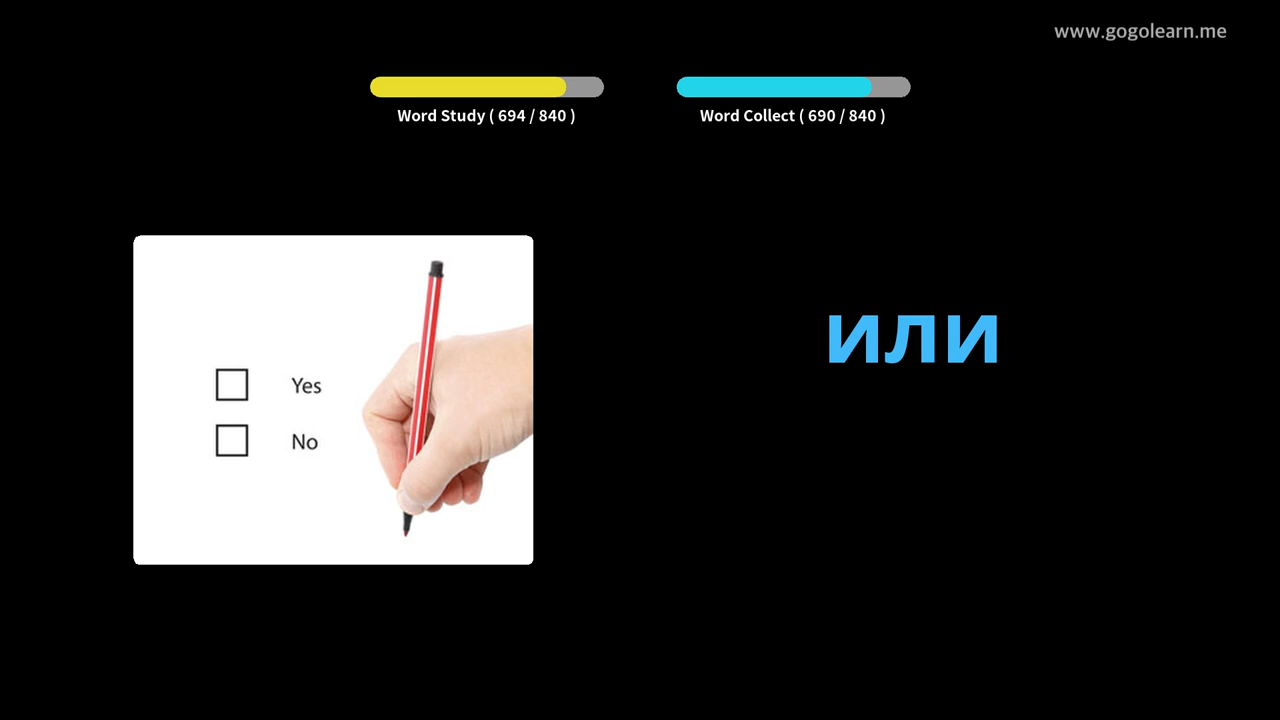 www.gogolearn.me
Word Study ( 694 / 840 )
Word Collect ( 690 / 840 )
Yes
No
или